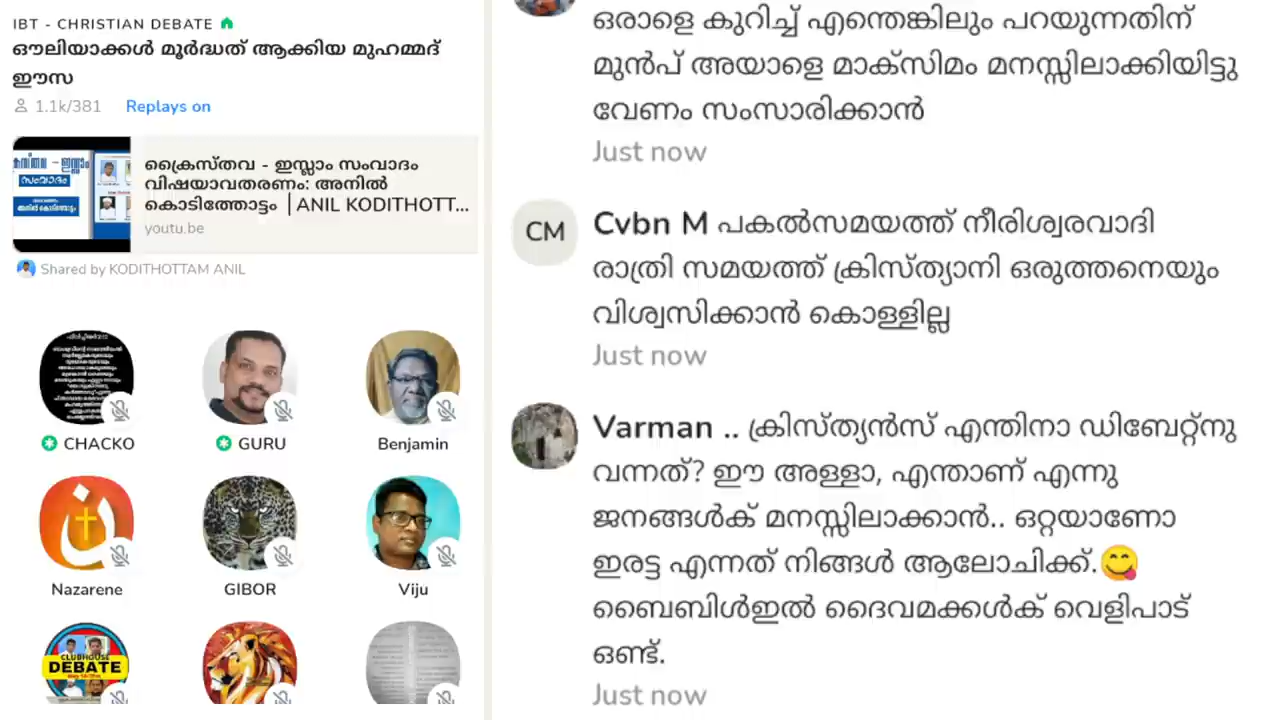 IBT - CHRISTIAN DEBATE
ഔലിയാക്കൾ മൂർദ്ധത് ആക്കിയ മുഹമ്മദ്
ഈസ
1.1k/381 Replays on
ക്രൈസ്തവ - ഇസ്ലാം സംവാദം
വിഷയാവതരണം: അനിൽ
കൊടിത്തോട്ടം | ANIL KODITHOTT...
youtu.be
Shared by KODITHOTTAM ANIL
CHACKO
GURU
Benjamin
Nazarene
GIBOR
Viju
CLUBHOUSE
DEBATE
ഒരാളെ കുറിച്ച് എന്തെങ്കിലും പറയുന്നതിന്
മുൻപ് അയാളെ മാക്സിമം മനസ്സിലാക്കിയിട്ടു
വേണം സംസാരിക്കാൻ
Just now
CM
Cvbn M പകൽസമയത്ത് നീരിശ്വരവാദി
രാത്രി സമയത്ത് ക്രിസ്ത്യാനി ഒരുത്തനെയും
വിശ്വസിക്കാൻ കൊള്ളില്ല
Just now
Varman .. ക്രിസ്ത്യൻസ് എന്തിനാ ഡിബേറ്റ്നു
വന്നത്? ഈ അള്ളാ, എന്താണ് എന്നു
ജനങ്ങൾക് മനസ്സിലാക്കാൻ.. ഒറ്റയാണോ
ഇരട്ട എന്നത് നിങ്ങൾ ആലോചിക്ക്.😋
ബൈബിൾഇൽ ദൈവമക്കൾക് വെളിപാട്
ഒണ്ട്.
Just now